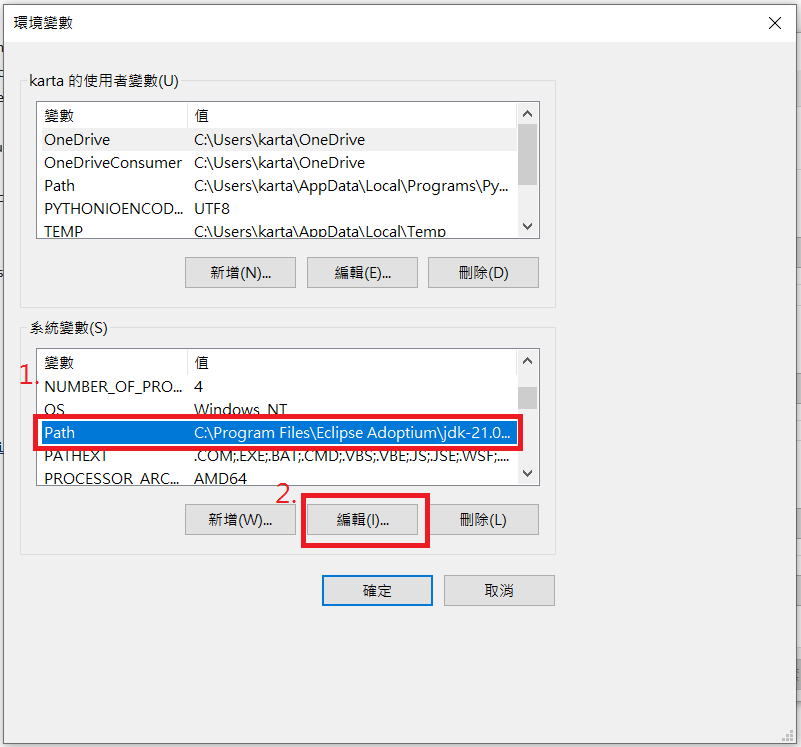 環境變數
karta 的使用者變數(U)
變數 值
OneDrive C:\Users\karta\OneDrive
OneDriveConsumer C:\Users\karta\OneDrive
Path C:\Users\karta\AppData\Local\Programs\Py...
PYTHONIOENCOD... UTF8
TEMP C:\Users\karta\AppData\Local\Temp
新增(N)... 編輯(E)... 刪除(D)
系統變數(S)
變數 值
1.
NUMBER_OF_PRO... 4
OS Windows_NT
Path C:\Program Files\Eclipse Adoptium\jdk-21.0...
PATHEXT .COM;.EXE;.BAT;.CMD;.VBS;.VBE;.JS;.JSE;.WSF;....
PROCESSOR_ARC... AMD64
2.
新增(W)... 編輯(I)... 刪除(L)
確定 取消